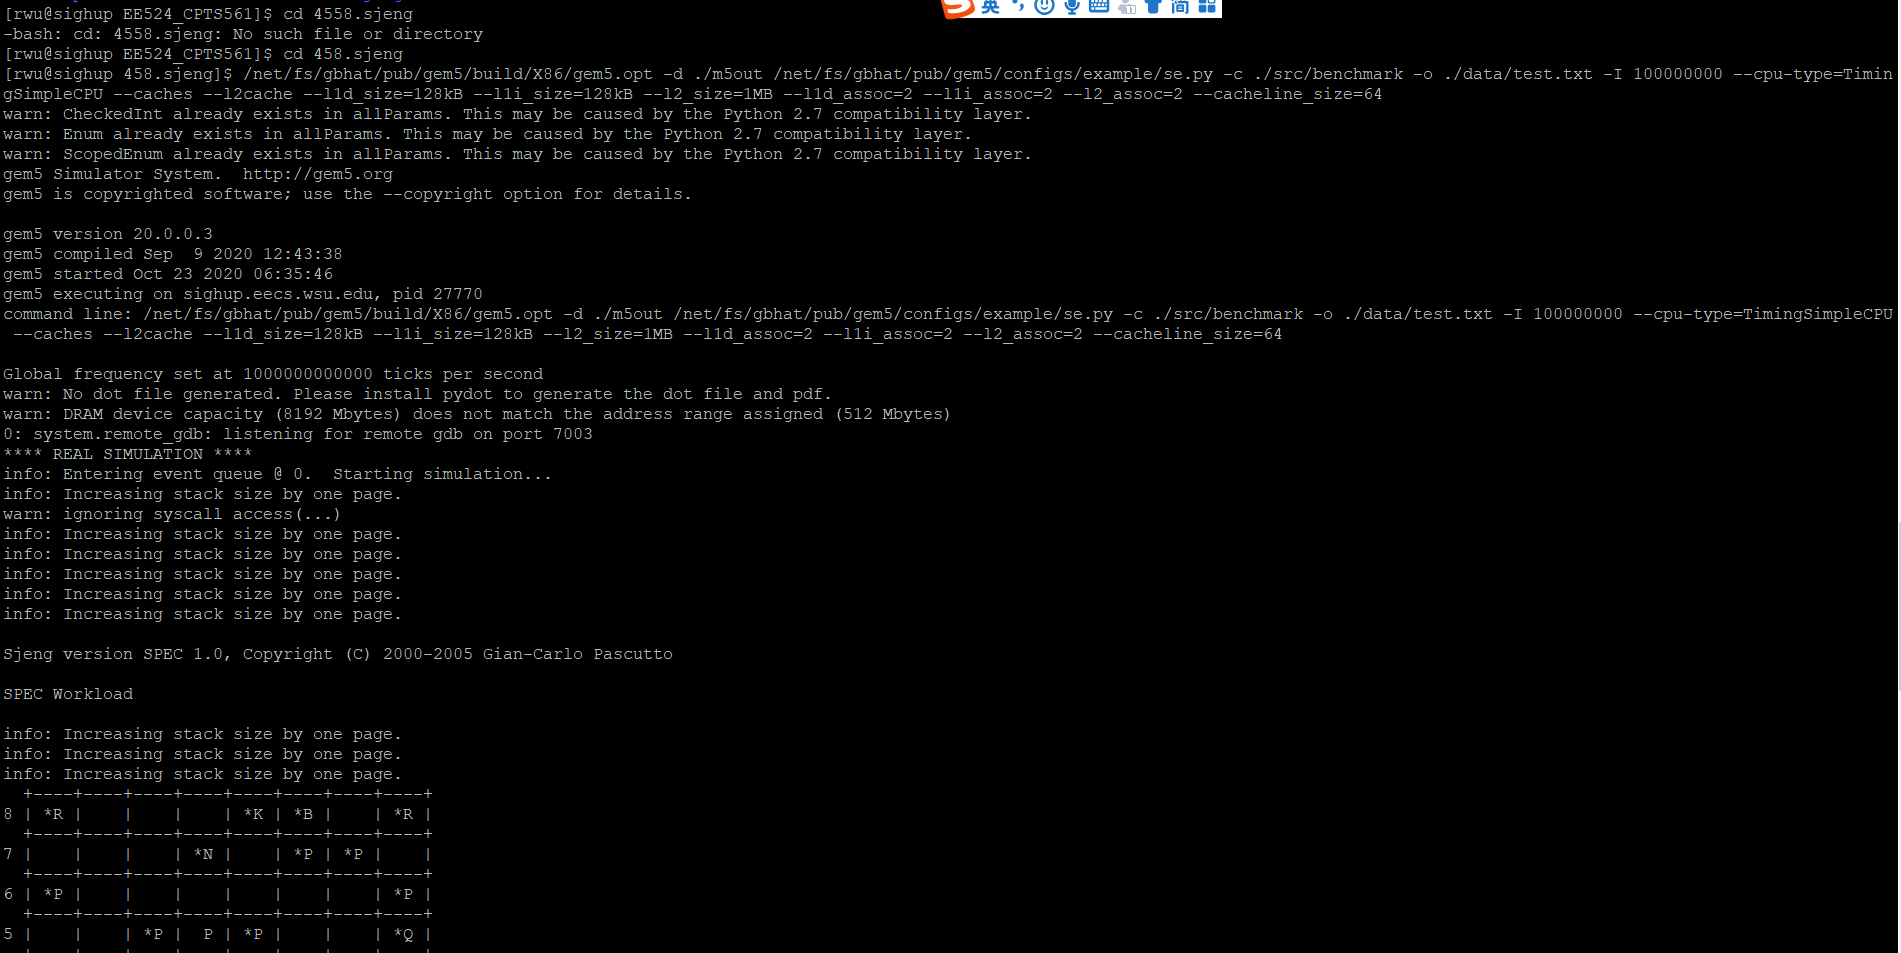 [rwu@sighup EE524_CPTS561]$ cd 4558.sjeng
英 简
-bash: cd: 4558.sjeng: No such file or directory
[rwu@sighup EE524_CPTS561]$ cd 458.sjeng
[rwu@sighup 458.sjeng]$ /net/fs/gbhat/pub/gem5/build/X86/gem5.opt -d ./m5out /net/fs/gbhat/pub/gem5/configs/example/se.py -c ./src/benchmark -o ./data/test.txt -I 100000000 --cpu-type=Timin
gSimpleCPU --caches --l2cache --l1d_size=128kB --l1i_size=128kB --l2_size=1MB --l1d_assoc=2 --l1i_assoc=2 --l2_assoc=2 --cacheline_size=64
warn: CheckedInt already exists in allParams. This may be caused by the Python 2.7 compatibility layer.
warn: Enum already exists in allParams. This may be caused by the Python 2.7 compatibility layer.
warn: ScopedEnum already exists in allParams. This may be caused by the Python 2.7 compatibility layer.
gem5 Simulator System.  http://gem5.org
gem5 is copyrighted software; use the --copyright option for details.

gem5 version 20.0.0.3
gem5 compiled Sep  9 2020 12:43:38
gem5 started Oct 23 2020 06:35:46
gem5 executing on sighup.eecs.wsu.edu, pid 27770
command line: /net/fs/gbhat/pub/gem5/build/X86/gem5.opt -d ./m5out /net/fs/gbhat/pub/gem5/configs/example/se.py -c ./src/benchmark -o ./data/test.txt -I 100000000 --cpu-type=TimingSimpleCPU
 --caches --l2cache --l1d_size=128kB --l1i_size=128kB --l2_size=1MB --l1d_assoc=2 --l1i_assoc=2 --l2_assoc=2 --cacheline_size=64

Global frequency set at 1000000000000 ticks per second
warn: No dot file generated. Please install pydot to generate the dot file and pdf.
warn: DRAM device capacity (8192 Mbytes) does not match the address range assigned (512 Mbytes)
0: system.remote_gdb: listening for remote gdb on port 7003
**** REAL SIMULATION ****
info: Entering event queue @ 0.  Starting simulation...
info: Increasing stack size by one page.
warn: ignoring syscall access(...)
info: Increasing stack size by one page.
info: Increasing stack size by one page.
info: Increasing stack size by one page.
info: Increasing stack size by one page.
info: Increasing stack size by one page.

Sjeng version SPEC 1.0, Copyright (C) 2000-2005 Gian-Carlo Pascutto

SPEC Workload

info: Increasing stack size by one page.
info: Increasing stack size by one page.
info: Increasing stack size by one page.
  +----+----+----+----+----+----+----+----+
8 | *R |    |    |    | *K | *B |    | *R |
  +----+----+----+----+----+----+----+----+
7 |    |    |    | *N |    | *P | *P |    |
  +----+----+----+----+----+----+----+----+
6 | *P |    |    |    |    |    |    | *P |
  +----+----+----+----+----+----+----+----+
5 |    |    | *P |  P | *P |    |    | *Q |